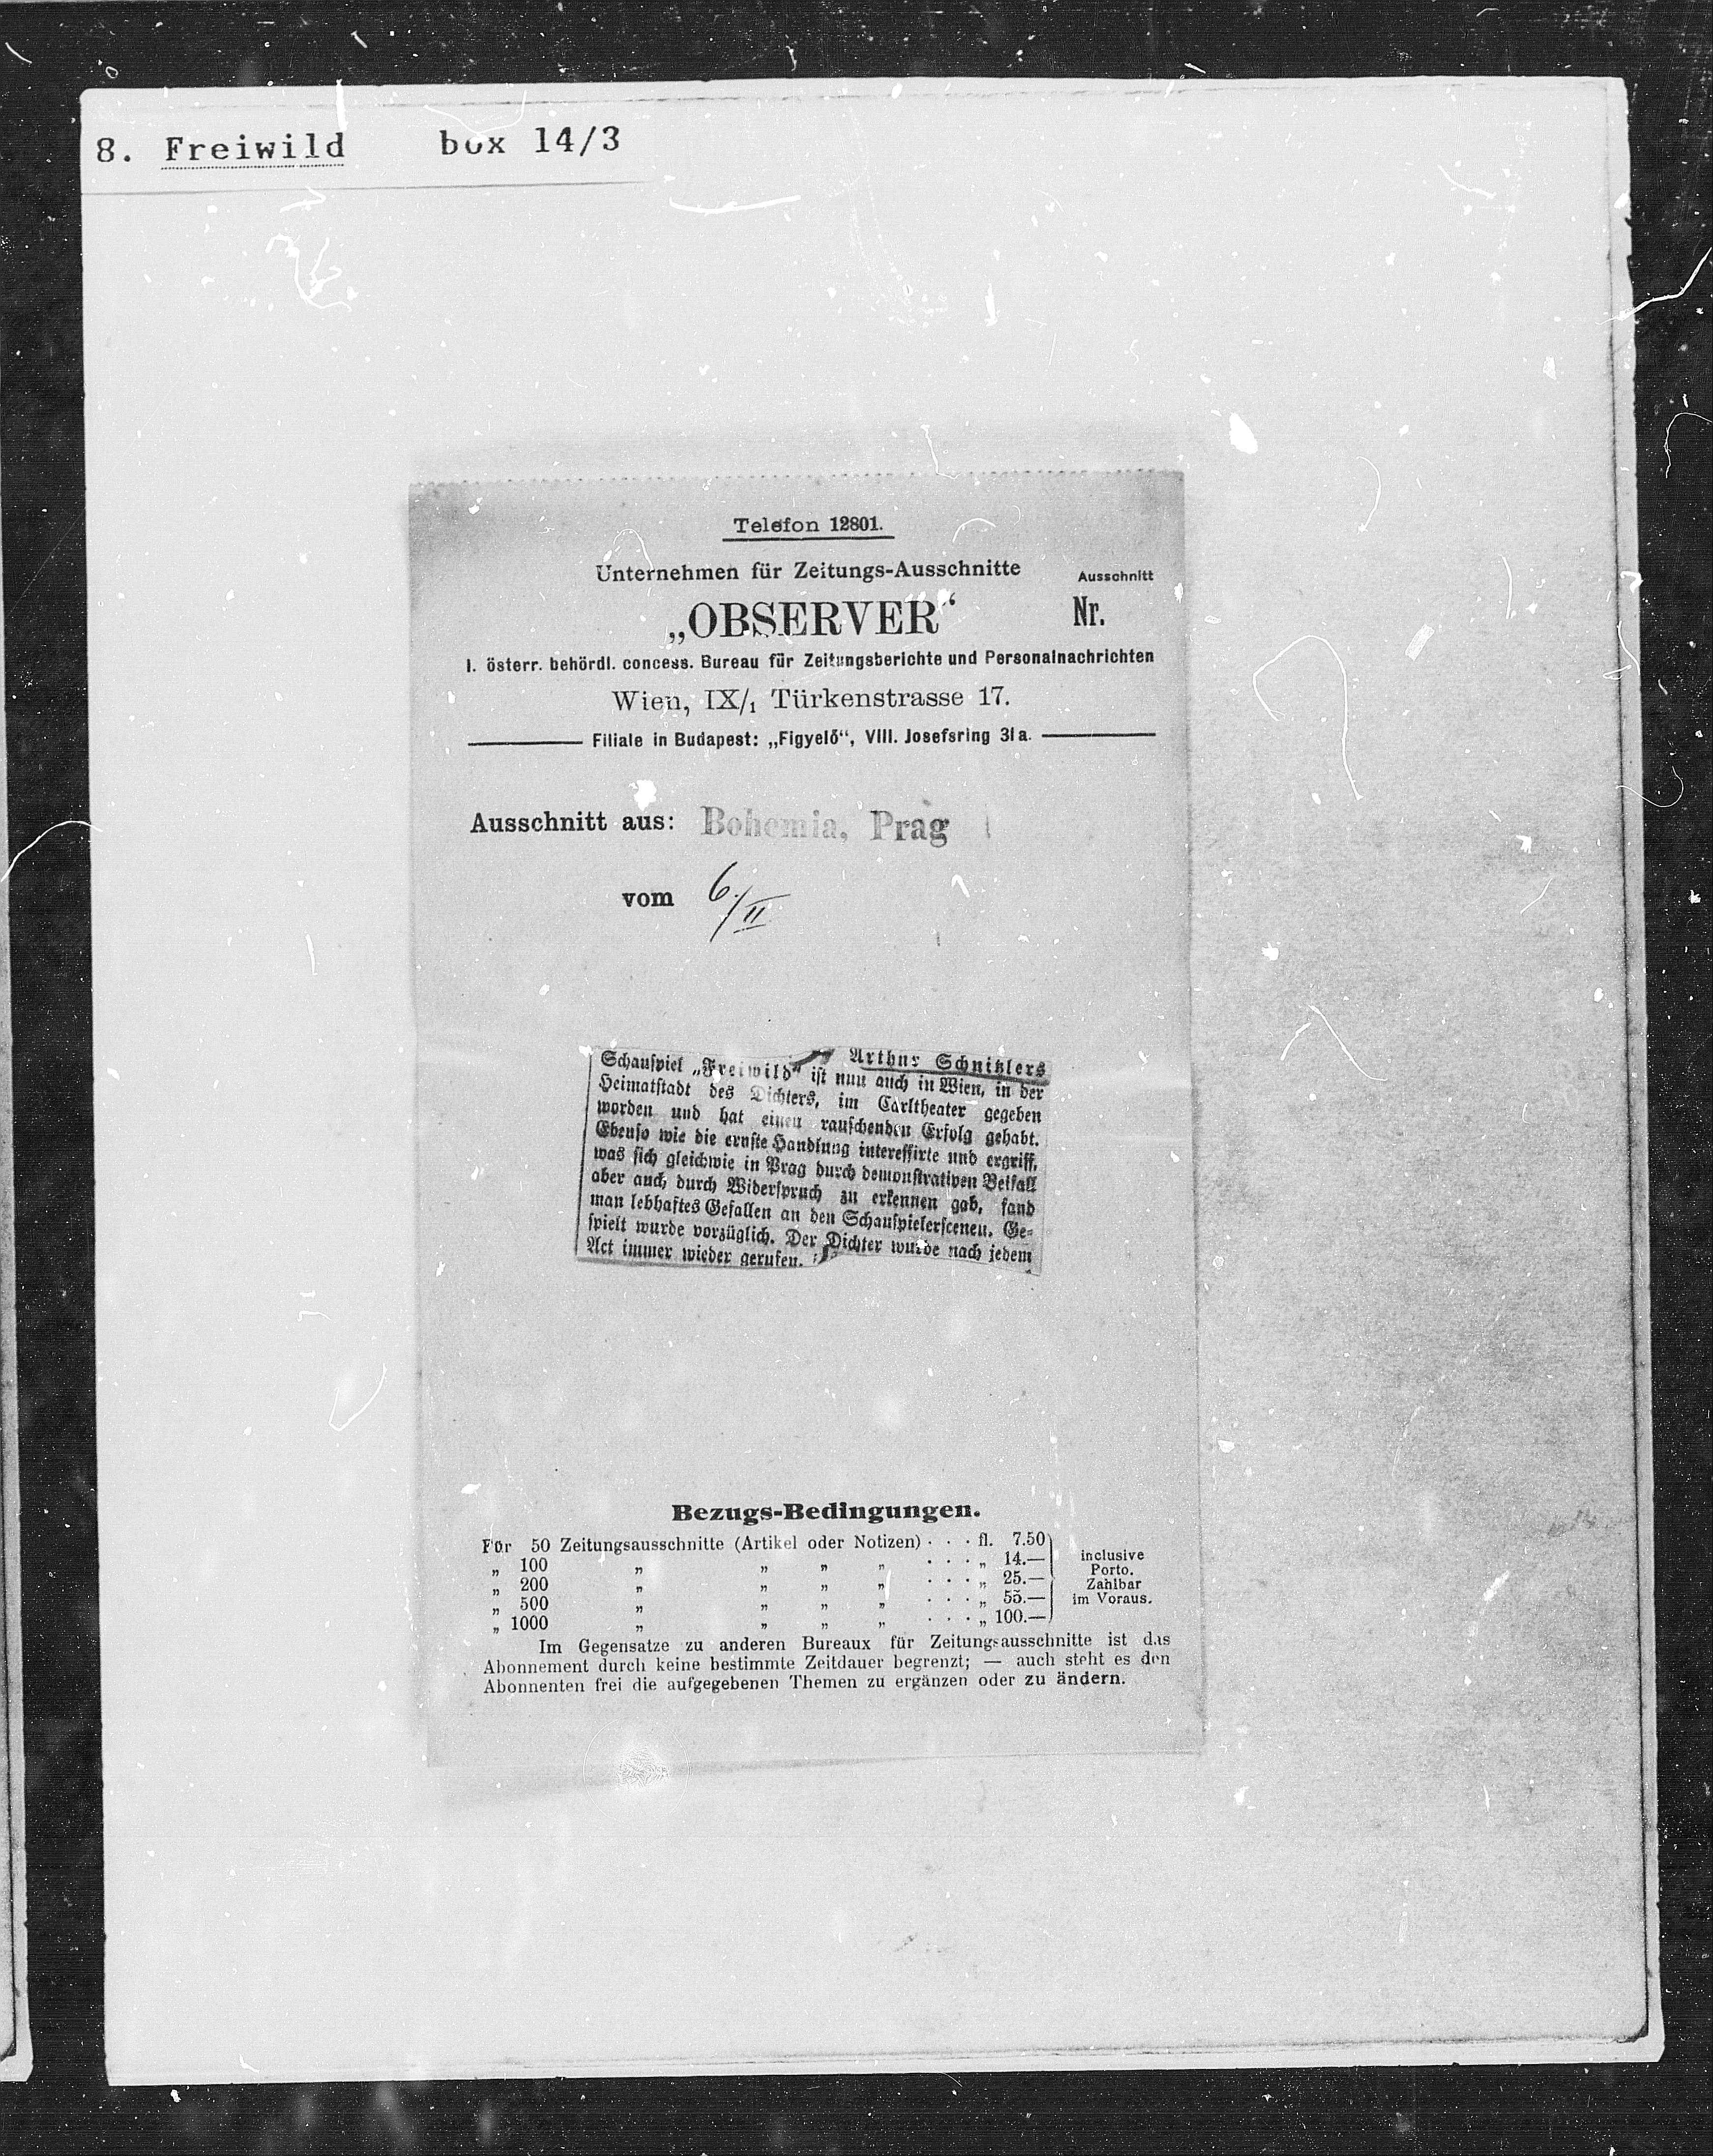 8. Freiwild box 14/3
Telefon 12801.
Unternehmen für Zeitungs-Ausschnitte
Ausschnitt
„OBSERVER“
Nr.
I. österr. behördl. concess. Bureau für Zeitungsberichte und Personalnachrichten
Wien, IX/1 Türkenstrasse 17.
Filiale in Budapest: „Figyelő“, VIII. Josefsring 31a.
Ausschnitt aus: Bohemia, Prag
vom 6./II
Arthur Schnitzlers
Schauspiel „Freiwild“ ist nun auch in Wien, in der
Heimatstadt des Dichters, im Carltheater gegeben
worden und hat einen rauschenden Erfolg gehabt.
Ebenso wie die ernste Handlung interessirte und ergriff,
was sich gleichwie in Prag durch demonstrativen Beifall
aber auch durch Widerspruch zu erkennen gab, fand
man lebhaftes Gefallen an den Schauspielerscenen. Ge-
spielt wurde vorzüglich. Der Dichter wurde nach jedem
Act immer wieder gerufen.
Bezugs-Bedingungen.
Für 50 Zeitungsausschnitte (Artikel oder Notizen) . . . fl. 7.50
„ 100 „ „ „ „ . . . „ 14.—
„ 200 „ „ „ „ . . . „ 25.—
„ 500 „ „ „ „ . . . „ 55.—
„ 1000 „ „ „ „ . . . „ 100.—
inclusive
Porto.
Zahlbar
im Voraus.
Im Gegensatze zu anderen Bureaux für Zeitungsausschnitte ist das
Abonnement durch keine bestimmte Zeitdauer begrenzt; — auch steht es den
Abonnenten frei die aufgegebenen Themen zu ergänzen oder zu ändern.